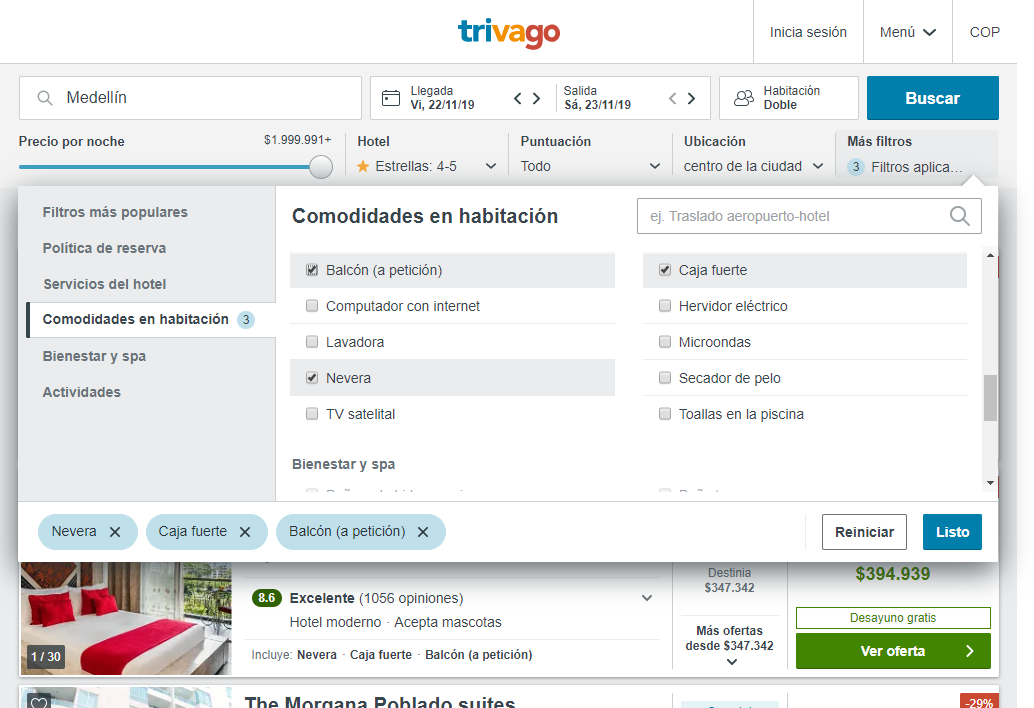 trivago
Inicia sesión
Menú
COP
Medellín
Llegada
Vi, 22/11/19
Salida
Sá, 23/11/19
Habitación
Doble
Buscar
Precio por noche
$1.999.991+
Hotel
Estrellas: 4-5
Puntuación
Todo
Ubicación
centro de la ciudad
Más filtros
3 Filtros aplica...
Filtros más populares
Política de reserva
Servicios del hotel
Comodidades en habitación 3
Bienestar y spa
Actividades
Comodidades en habitación
ej. Traslado aeropuerto-hotel
Balcón (a petición)
Caja fuerte
Computador con internet
Hervidor eléctrico
Lavadora
Microondas
Nevera
Secador de pelo
TV satelital
Toallas en la piscina
Bienestar y spa
Nevera
Caja fuerte
Balcón (a petición)
Reiniciar
Listo
1 / 30
8.6 Excelente (1056 opiniones)
Hotel moderno · Acepta mascotas
Incluye: Nevera · Caja fuerte · Balcón (a petición)
Destinia
$347.342
Más ofertas
desde $347.342
$394.939
Desayuno gratis
Ver oferta
The Morgana Poblado suites
-29%